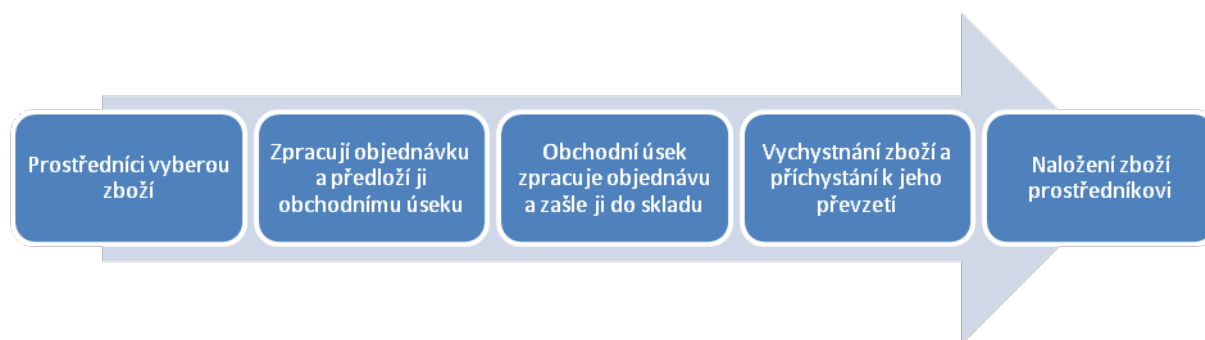 Prostředníci vyberou
zboží
Zpracují objednávku
a předloží ji
obchodnímu úseku
Obchodní úsek
zpracuje objednávu
a zašle ji do skladu
Vychystnání zboží a
příchystání k jeho
převzetí
Naložení zboží
prostředníkovi